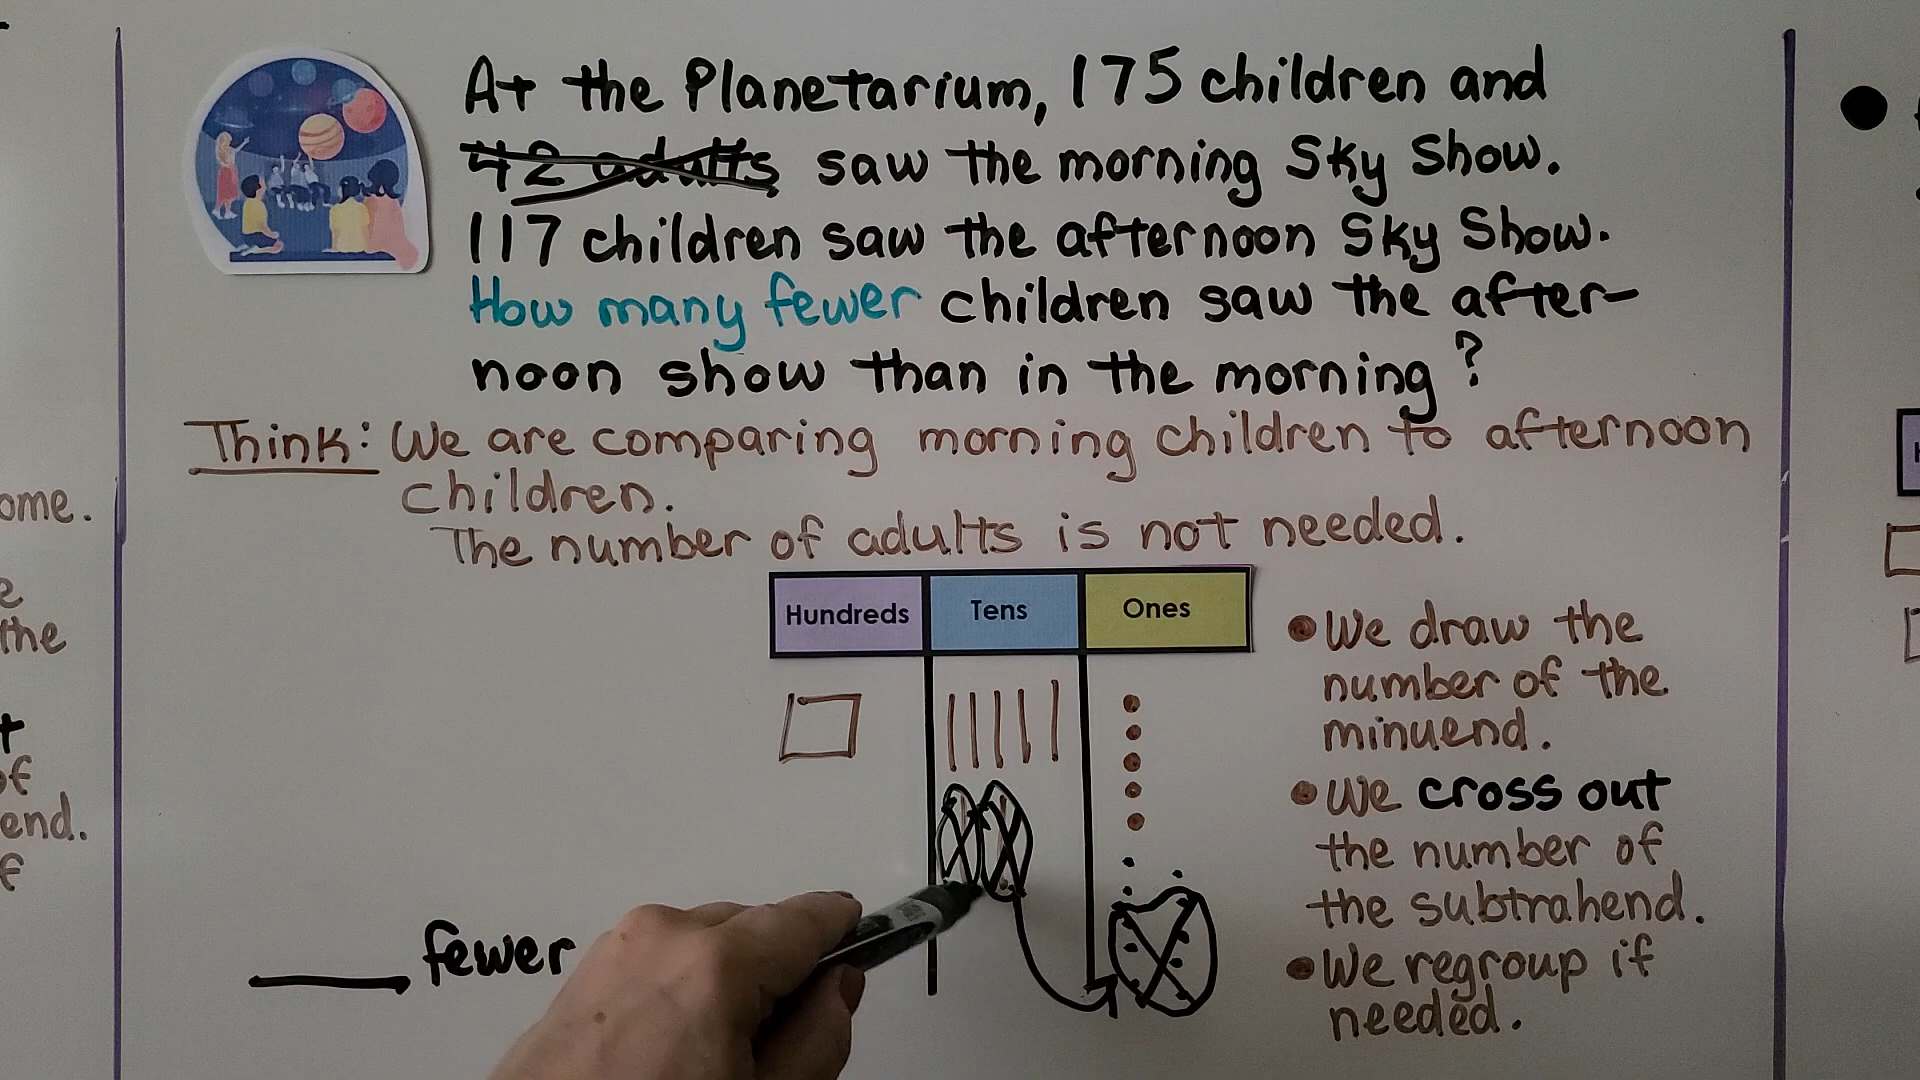 At the Planetarium, 175 children and
42 adults saw the morning Sky Show.
117 children saw the afternoon Sky Show.
How many fewer children saw the after-
noon show than in the morning?
Think: We are comparing morning children to afternoon
children.
The number of adults is not needed.
Hundreds Tens Ones
• We draw the
number of the
minuend.
• We cross out
the number of
the subtrahend.
• We regroup if
needed.
____ fewer
ome.
e
the
t
of
end.
f